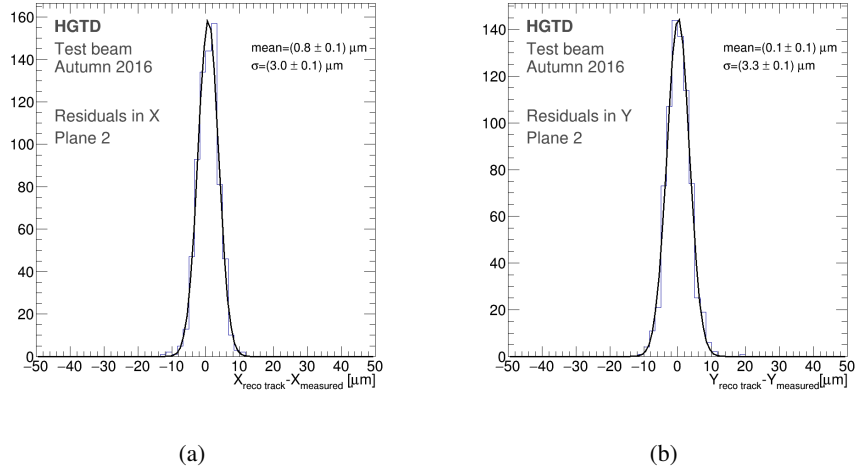 HGTD
Test beam
Autumn 2016
Residuals in X
Plane 2
mean=(0.8 ± 0.1) μm
σ=(3.0 ± 0.1) μm
160
140
120
100
80
60
40
20
0
−50 −40 −30 −20 −10 0 10 20 30 40 50
Xreco track-Xmeasured [μm]
(a)
HGTD
Test beam
Autumn 2016
Residuals in Y
Plane 2
mean=(0.1 ± 0.1) μm
σ=(3.3 ± 0.1) μm
140
120
100
80
60
40
20
0
−50 −40 −30 −20 −10 0 10 20 30 40 50
Yreco track-Ymeasured[μm]
(b)